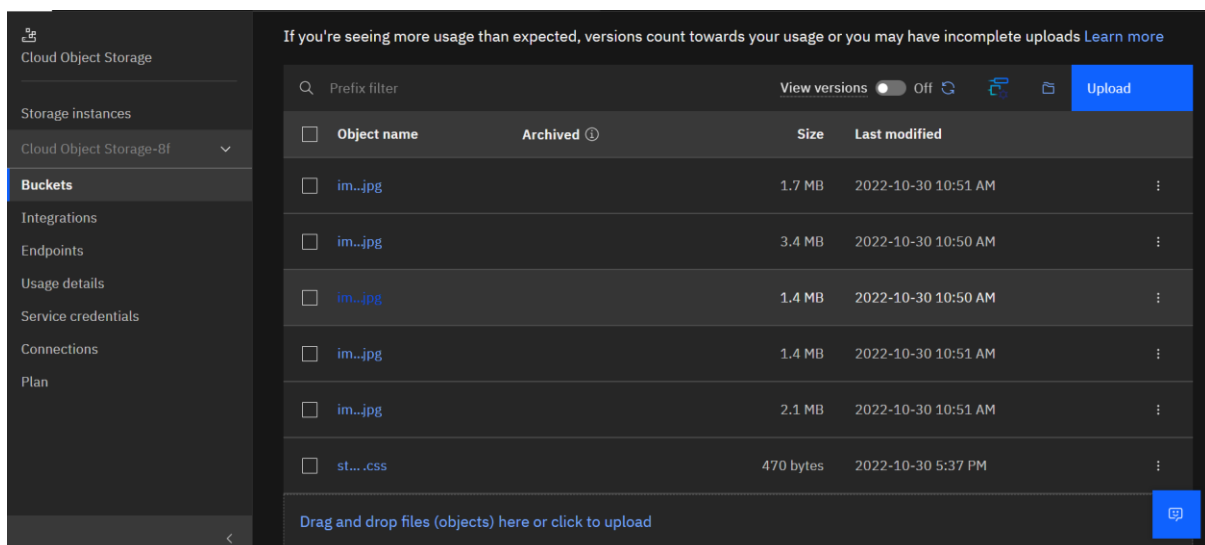 Cloud Object Storage
Storage instances
Cloud Object Storage-8f
Buckets
Integrations
Endpoints
Usage details
Service credentials
Connections
Plan
If you're seeing more usage than expected, versions count towards your usage or you may have incomplete uploads Learn more
Prefix filter View versions Off Upload
Object name Archived Size Last modified
im...jpg 1.7 MB 2022-10-30 10:51 AM
im...jpg 3.4 MB 2022-10-30 10:50 AM
im...jpg 1.4 MB 2022-10-30 10:50 AM
im...jpg 1.4 MB 2022-10-30 10:51 AM
im...jpg 2.1 MB 2022-10-30 10:51 AM
st... .css 470 bytes 2022-10-30 5:37 PM
Drag and drop files (objects) here or click to upload